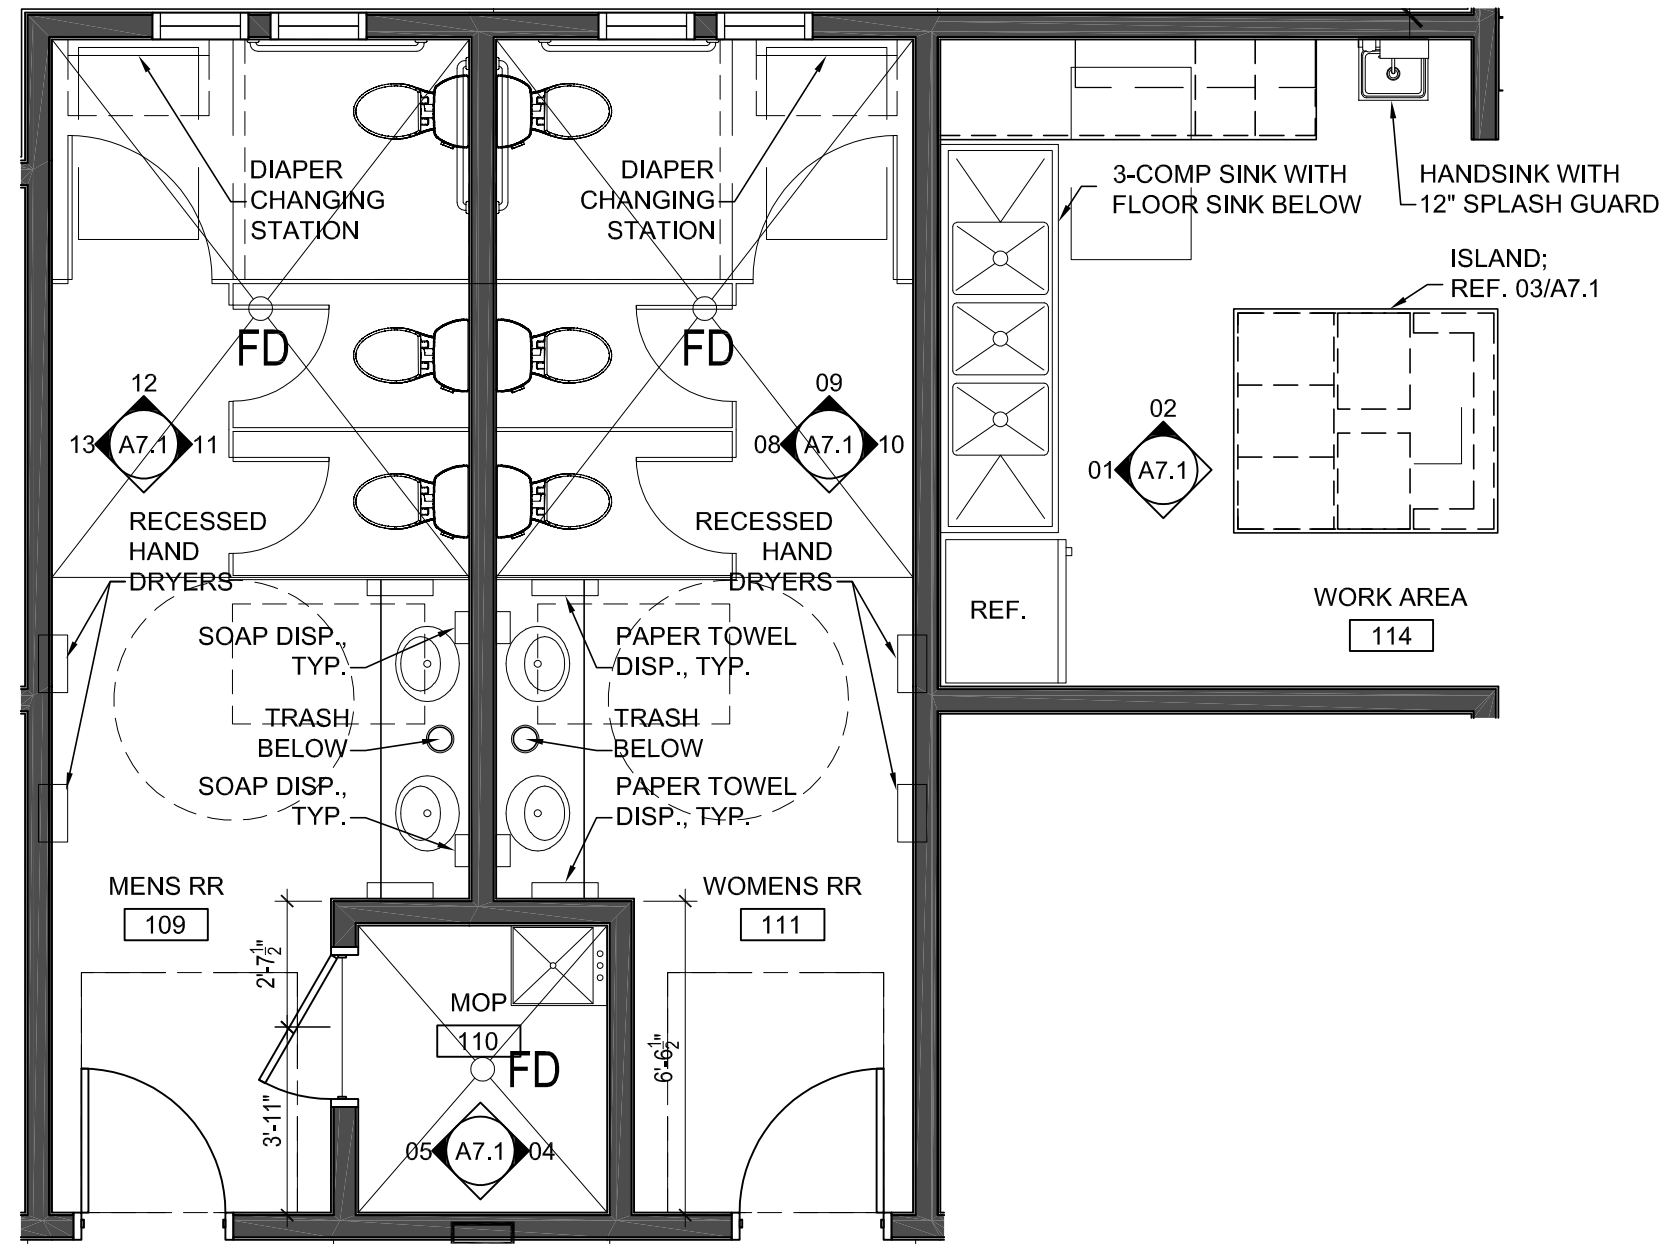 DIAPER
CHANGING
STATION
DIAPER
CHANGING
STATION
3-COMP SINK WITH
FLOOR SINK BELOW
HANDSINK WITH
12" SPLASH GUARD
ISLAND;
REF. 03/A7.1
FD
FD
12
13 A7.1 11
09
08 A7.1 10
02
01 A7.1
RECESSED
HAND
DRYERS
RECESSED
HAND
DRYERS
REF.
WORK AREA
114
SOAP DISP.,
TYP.
PAPER TOWEL
DISP., TYP.
TRASH
BELOW
TRASH
BELOW
SOAP DISP.,
TYP.
PAPER TOWEL
DISP., TYP.
MENS RR
109
WOMENS RR
111
2'-7½"
MOP
110
FD
6'-6½"
3'-11"
05 A7.1 04